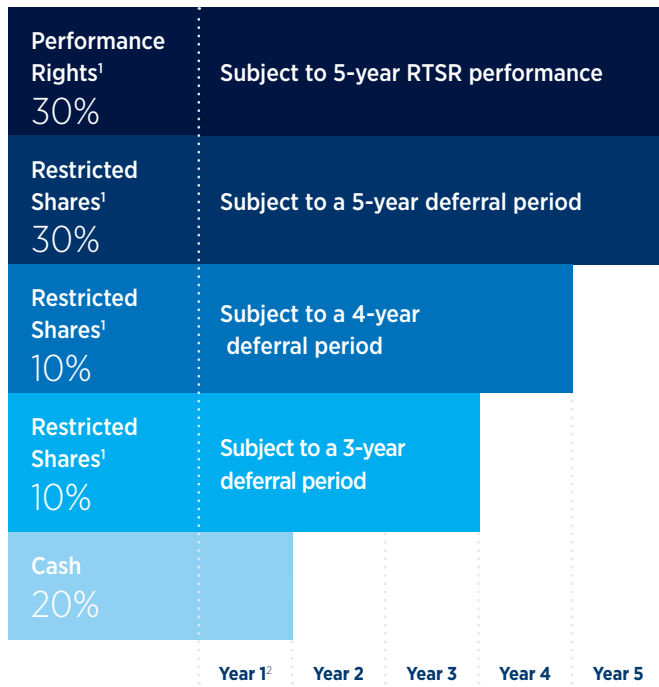 Performance
Rights¹
30%
Subject to 5-year RTSR performance
Restricted
Shares¹
30%
Subject to a 5-year deferral period
Restricted
Shares¹
10%
Subject to a 4-year
deferral period
Restricted
Shares¹
10%
Subject to a 3-year
deferral period
Cash
20%
Year 1² Year 2 Year 3 Year 4 Year 5